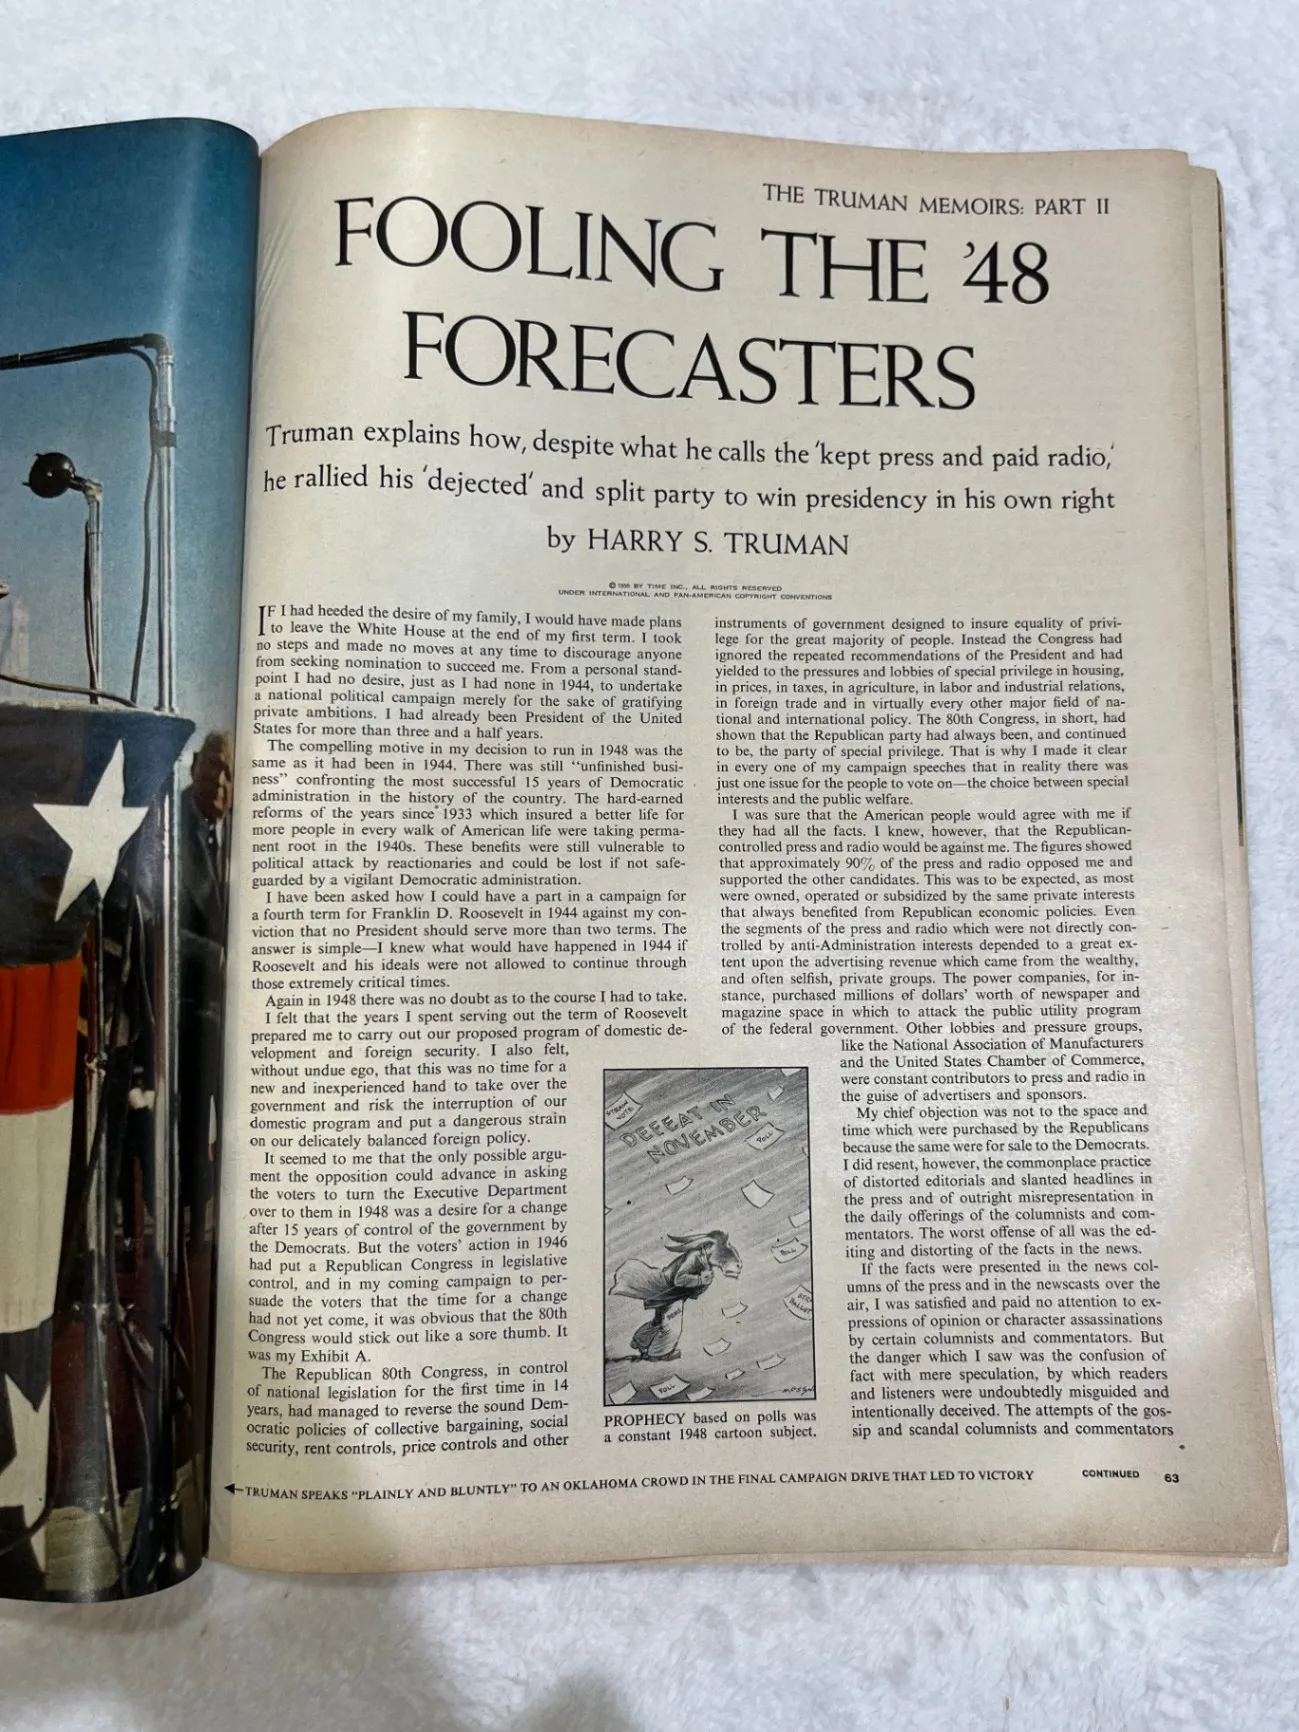 THE TRUMAN MEMOIRS: PART II
FOOLING THE '48
FORECASTERS
Truman explains how, despite what he calls the 'kept press and paid radio,'
he rallied his 'dejected' and split party to win presidency in his own right
by HARRY S. TRUMAN
© BY TIME INC., ALL RIGHTS RESERVED
UNDER INTERNATIONAL AND PAN-AMERICAN COPYRIGHT CONVENTIONS
IF I had heeded the desire of my family, I would have made plans
to leave the White House at the end of my first term. I took
no steps and made no moves at any time to discourage anyone
from seeking nomination to succeed me. From a personal stand-
point I had no desire, just as I had none in 1944, to undertake
a national political campaign merely for the sake of gratifying
private ambitions. I had already been President of the United
States for more than three and a half years.
The compelling motive in my decision to run in 1948 was the
same as it had been in 1944. There was still "unfinished busi-
ness" confronting the most successful 15 years of Democratic
administration in the history of the country. The hard-earned
reforms of the years since 1933 which insured a better life for
more people in every walk of American life were taking perma-
nent root in the 1940s. These benefits were still vulnerable to
political attack by reactionaries and could be lost if not safe-
guarded by a vigilant Democratic administration.
I have been asked how I could have a part in a campaign for
a fourth term for Franklin D. Roosevelt in 1944 against my con-
viction that no President should serve more than two terms. The
answer is simple—I knew what would have happened in 1944 if
Roosevelt and his ideals were not allowed to continue through
those extremely critical times.
Again in 1948 there was no doubt as to the course I had to take.
I felt that the years I spent serving out the term of Roosevelt
prepared me to carry out our proposed program of domestic de-
velopment and foreign security. I also felt,
without undue ego, that this was no time for a
new and inexperienced hand to take over the
government and risk the interruption of our
domestic program and put a dangerous strain
on our delicately balanced foreign policy.
It seemed to me that the only possible argu-
ment the opposition could advance in asking
the voters to turn the Executive Department
over to them in 1948 was a desire for a change
after 15 years of control of the government by
the Democrats. But the voters' action in 1946
had put a Republican Congress in legislative
control, and in my coming campaign to per-
suade the voters that the time for a change
had not yet come, it was obvious that the 80th
Congress would stick out like a sore thumb. It
was my Exhibit A.
The Republican 80th Congress, in control
of national legislation for the first time in 14
years, had managed to reverse the sound Dem-
ocratic policies of collective bargaining, social
security, rent controls, price controls and other
instruments of government designed to insure equality of privi-
lege for the great majority of people. Instead the Congress had
ignored the repeated recommendations of the President and had
yielded to the pressures and lobbies of special privilege in housing,
in prices, in taxes, in agriculture, in labor and industrial relations,
in foreign trade and in virtually every other major field of na-
tional and international policy. The 80th Congress, in short, had
shown that the Republican party had always been, and continued
to be, the party of special privilege. That is why I made it clear
in every one of my campaign speeches that in reality there was
just one issue for the people to vote on—the choice between special
interests and the public welfare.
I was sure that the American people would agree with me if
they had all the facts. I knew, however, that the Republican-
controlled press and radio would be against me. The figures showed
that approximately 90% of the press and radio opposed me and
supported the other candidates. This was to be expected, as most
were owned, operated or subsidized by the same private interests
that always benefited from Republican economic policies. Even
the segments of the press and radio which were not directly con-
trolled by anti-Administration interests depended to a great ex-
tent upon the advertising revenue which came from the wealthy,
and often selfish, private groups. The power companies, for in-
stance, purchased millions of dollars' worth of newspaper and
magazine space in which to attack the public utility program
of the federal government. Other lobbies and pressure groups,
like the National Association of Manufacturers
and the United States Chamber of Commerce,
were constant contributors to press and radio in
the guise of advertisers and sponsors.
My chief objection was not to the space and
time which were purchased by the Republicans
because the same were for sale to the Democrats.
I did resent, however, the commonplace practice
of distorted editorials and slanted headlines in
the press and of outright misrepresentation in
the daily offerings of the columnists and com-
mentators. The worst offense of all was the ed-
iting and distorting of the facts in the news.
If the facts were presented in the news col-
umns of the press and in the newscasts over the
air, I was satisfied and paid no attention to ex-
pressions of opinion or character assassinations
by certain columnists and commentators. But
the danger which I saw was the confusion of
fact with mere speculation, by which readers
and listeners were undoubtedly misguided and
intentionally deceived. The attempts of the gos-
sip and scandal columnists and commentators
STRAW
VOTE
DEFEAT IN
NOVEMBER
POLL
POLL
BALLOT
POLL
PROPHECY based on polls was
a constant 1948 cartoon subject.
TRUMAN SPEAKS "PLAINLY AND BLUNTLY" TO AN OKLAHOMA CROWD IN THE FINAL CAMPAIGN DRIVE THAT LED TO VICTORY
CONTINUED 63